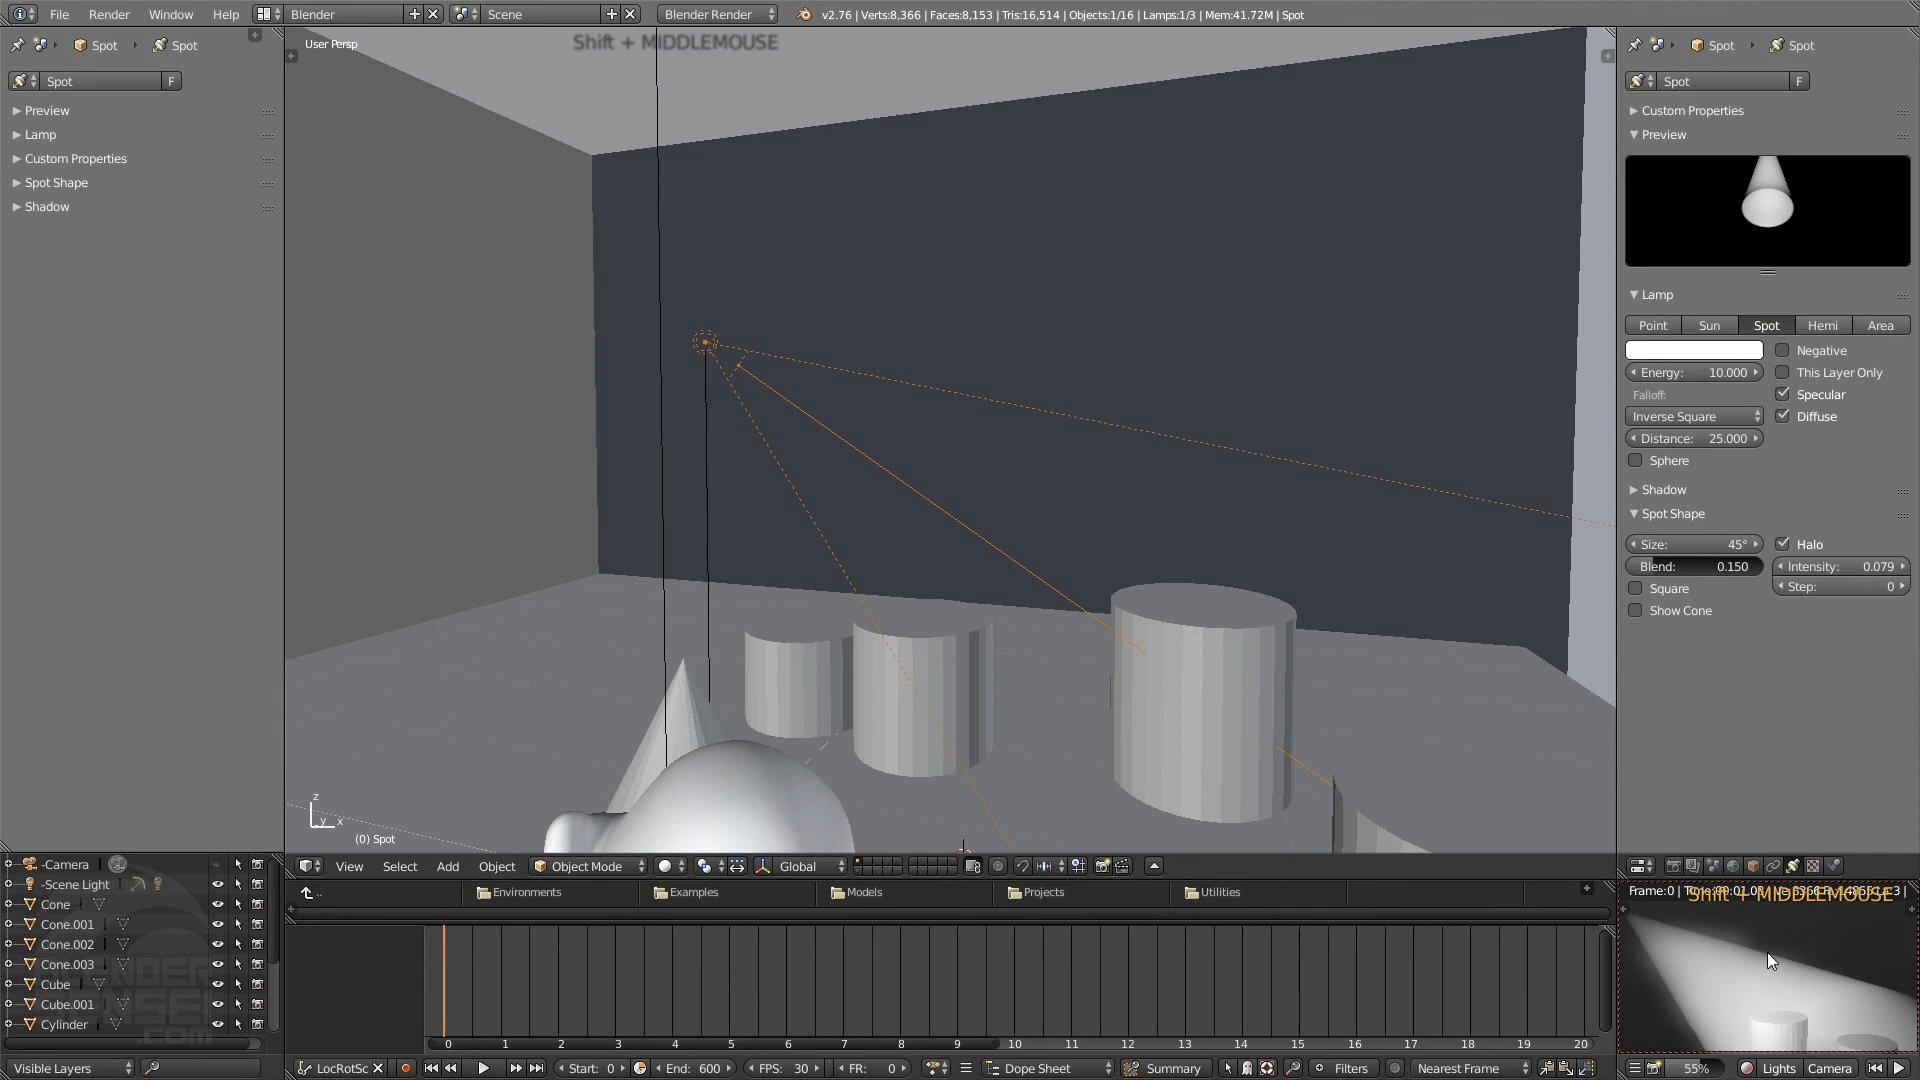 File Render Window Help Blender Scene Blender Render v2.76 | Verts:8,366 | Faces:8,153 | Tris:16,514 | Objects:1/16 | Lamps:1/3 | Mem:41.72M | Spot
Spot Spot
Spot F
Preview
Lamp
Custom Properties
Spot Shape
Shadow
User Persp
Shift + MIDDLEMOUSE
z
y x
(0) Spot
Spot Spot
Spot F
Custom Properties
Preview
Lamp
Point Sun Spot Hemi Area
Negative
Energy: 10.000 This Layer Only
Falloff: Specular
Inverse Square Diffuse
Distance: 25.000
Sphere
Shadow
Spot Shape
Size: 45° Halo
Blend: 0.150 Intensity: 0.079
Square Step: 0
Show Cone
-Camera
-Scene Light
Cone
Cone.001
Cone.002
Cone.003
Cube
Cube.001
Cylinder
BLENDER
SENSEI
.COM
Visible Layers
View Select Add Object Object Mode Global
.. Environments Examples Models Projects Utilities
0 1 2 3 4 5 6 7 8 9 10 11 12 13 14 15 16 17 18 19 20
LocRotSc Start: 0 End: 600 FPS: 30 FR: 0 Dope Sheet Summary Filters Nearest Frame
Frame:0 |
Shift + MIDDLEMOUSE
55% Lights Camera